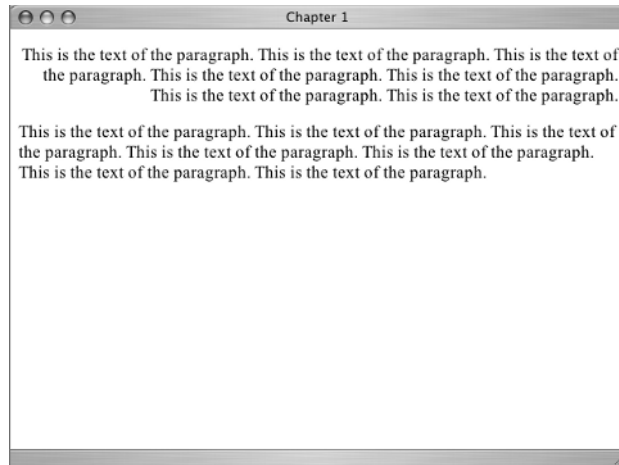 Chapter 1
This is the text of the paragraph. This is the text of the paragraph. This is the text of
the paragraph. This is the text of the paragraph. This is the text of the paragraph.
This is the text of the paragraph. This is the text of the paragraph.
This is the text of the paragraph. This is the text of the paragraph. This is the text of
the paragraph. This is the text of the paragraph. This is the text of the paragraph.
This is the text of the paragraph. This is the text of the paragraph.